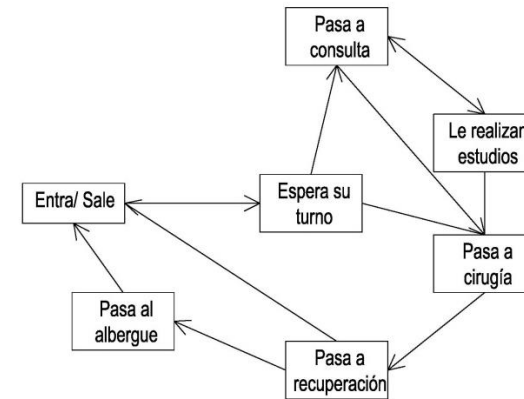 Pasa a
consulta
Le realizan
estudios
Espera su
turno
Entra/ Sale
Pasa a
cirugía
Pasa al
albergue
Pasa a
recuperación